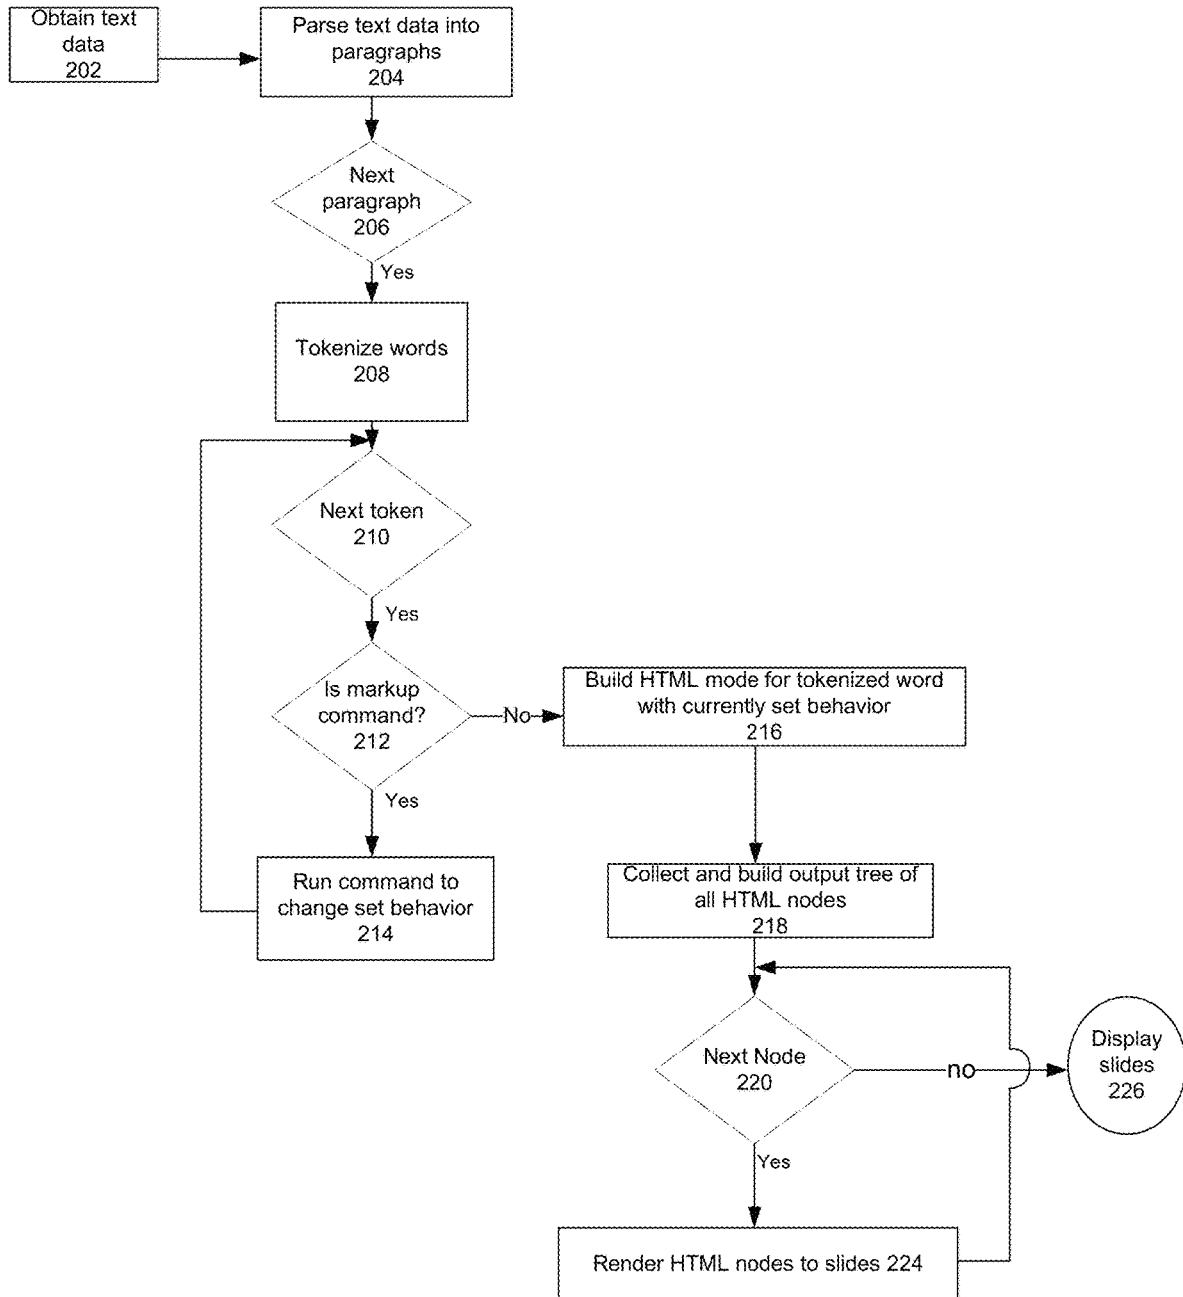 Obtain text
data
202
Parse text data into
paragraphs
204
Next
paragraph
206
Yes
Tokenize words
208
Next token
210
Yes
Is markup
command?
212
No
Build HTML mode for tokenized word
with currently set behavior
216
Yes
Run command to
change set behavior
214
Collect and build output tree of
all HTML nodes
218
Next Node
220
no
Display
slides
226
Yes
Render HTML nodes to slides 224